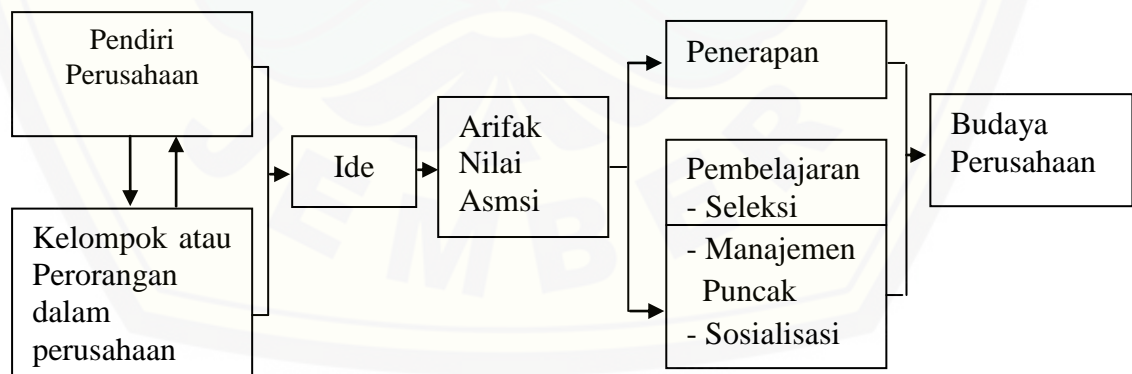 Pendiri
Perusahaan
Kelompok atau
Perorangan
dalam
perusahaan
Ide
Arifak
Nilai
Asmsi
Penerapan
Pembelajaran
- Seleksi
- Manajemen
Puncak
- Sosialisasi
Budaya
Perusahaan
JEMBER